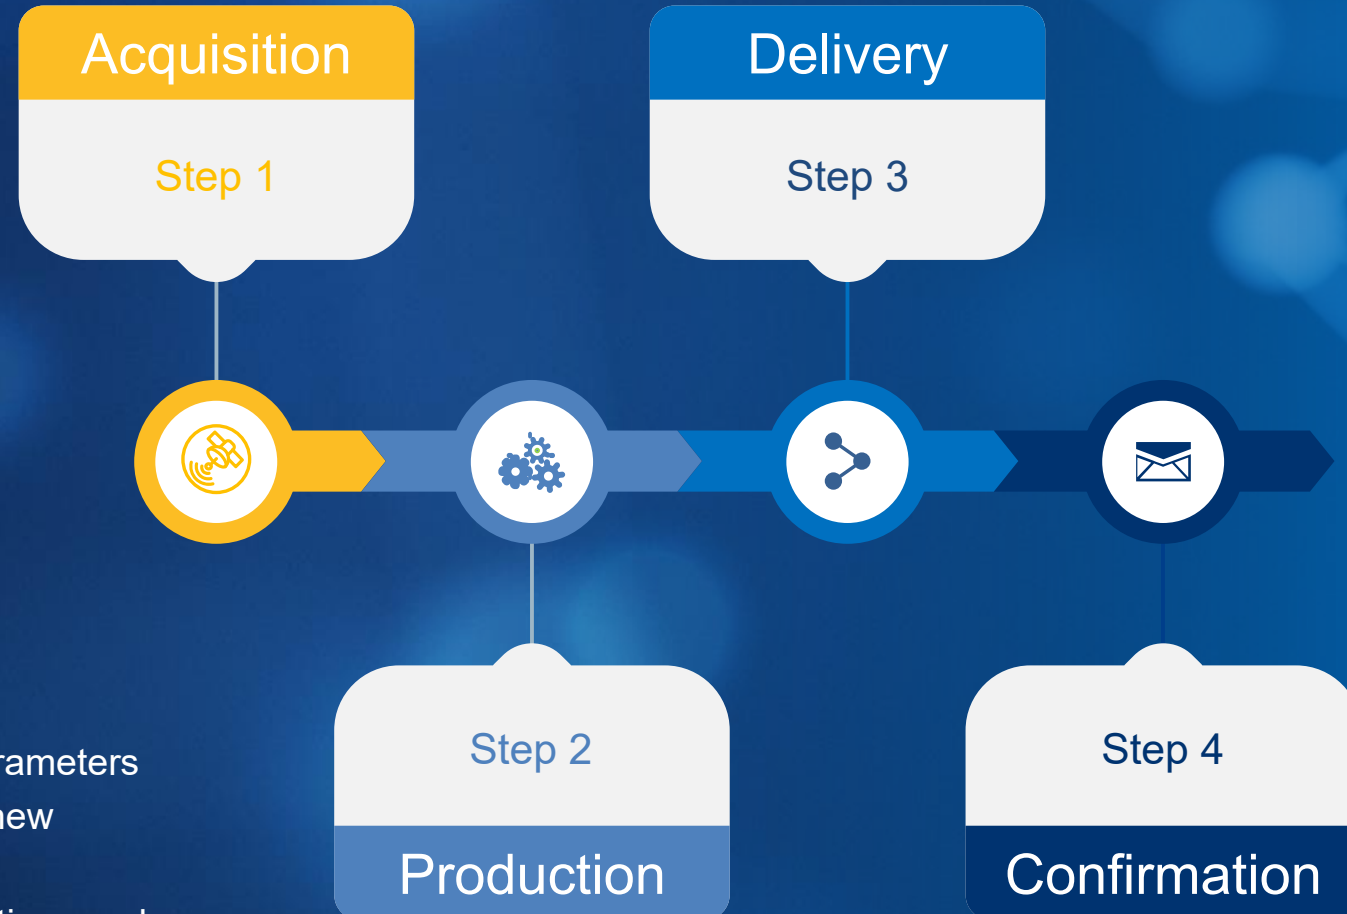 Acquisition
Step 1
Delivery
Step 3
Step 2
Production
Step 4
Confirmation
rameters
new